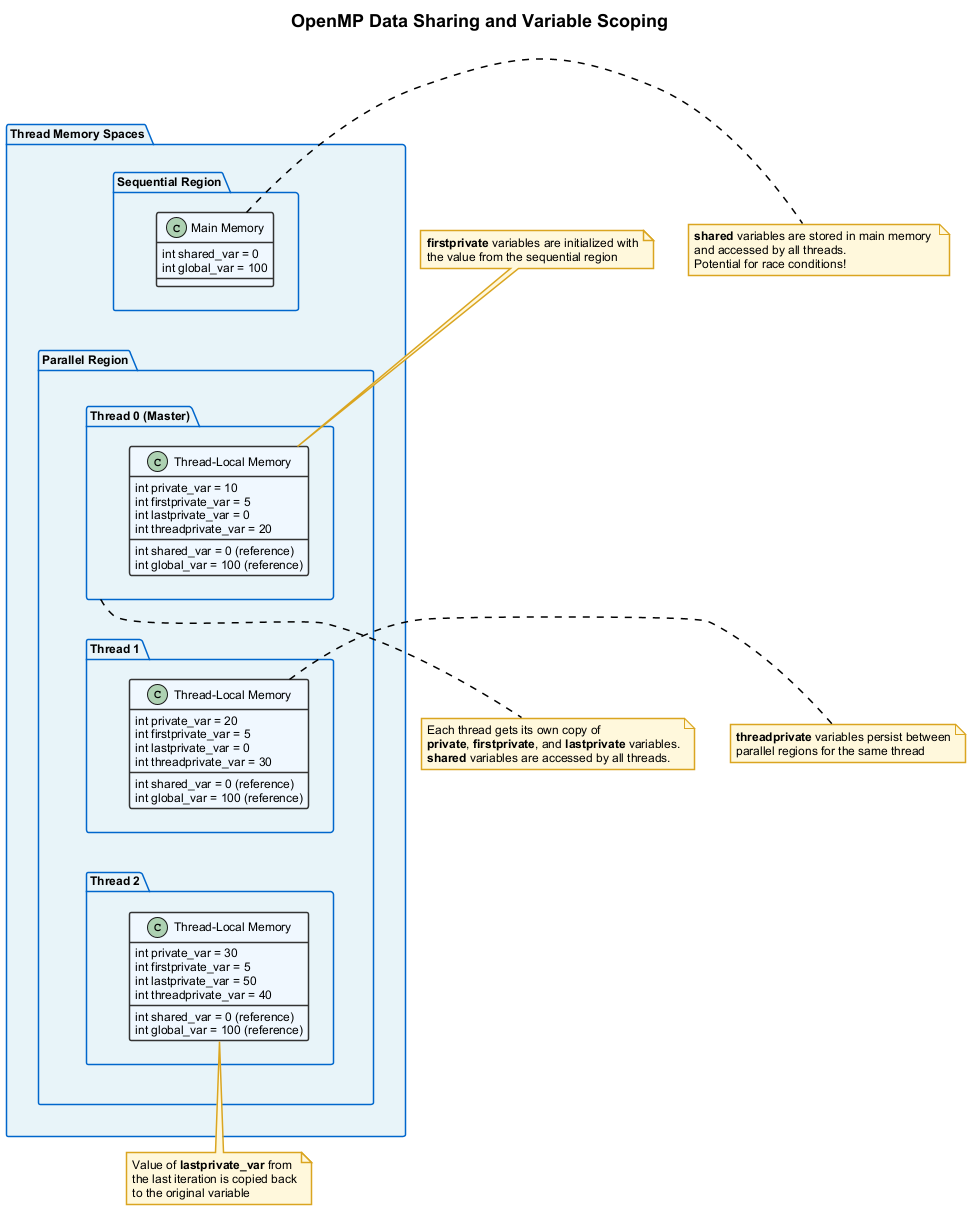 OpenMP Data Sharing and Variable Scoping
Thread Memory Spaces
Sequential Region
C Main Memory
int shared_var = 0
int global_var = 100
firstprivate variables are initialized with
the value from the sequential region
shared variables are stored in main memory
and accessed by all threads.
Potential for race conditions!
Parallel Region
Thread 0 (Master)
C Thread-Local Memory
int private_var = 10
int firstprivate_var = 5
int lastprivate_var = 0
int threadprivate_var = 20
int shared_var = 0 (reference)
int global_var = 100 (reference)
Thread 1
C Thread-Local Memory
int private_var = 20
int firstprivate_var = 5
int lastprivate_var = 0
int threadprivate_var = 30
int shared_var = 0 (reference)
int global_var = 100 (reference)
Each thread gets its own copy of
private, firstprivate, and lastprivate variables.
shared variables are accessed by all threads.
threadprivate variables persist between
parallel regions for the same thread
Thread 2
C Thread-Local Memory
int private_var = 30
int firstprivate_var = 5
int lastprivate_var = 50
int threadprivate_var = 40
int shared_var = 0 (reference)
int global_var = 100 (reference)
Value of lastprivate_var from
the last iteration is copied back
to the original variable